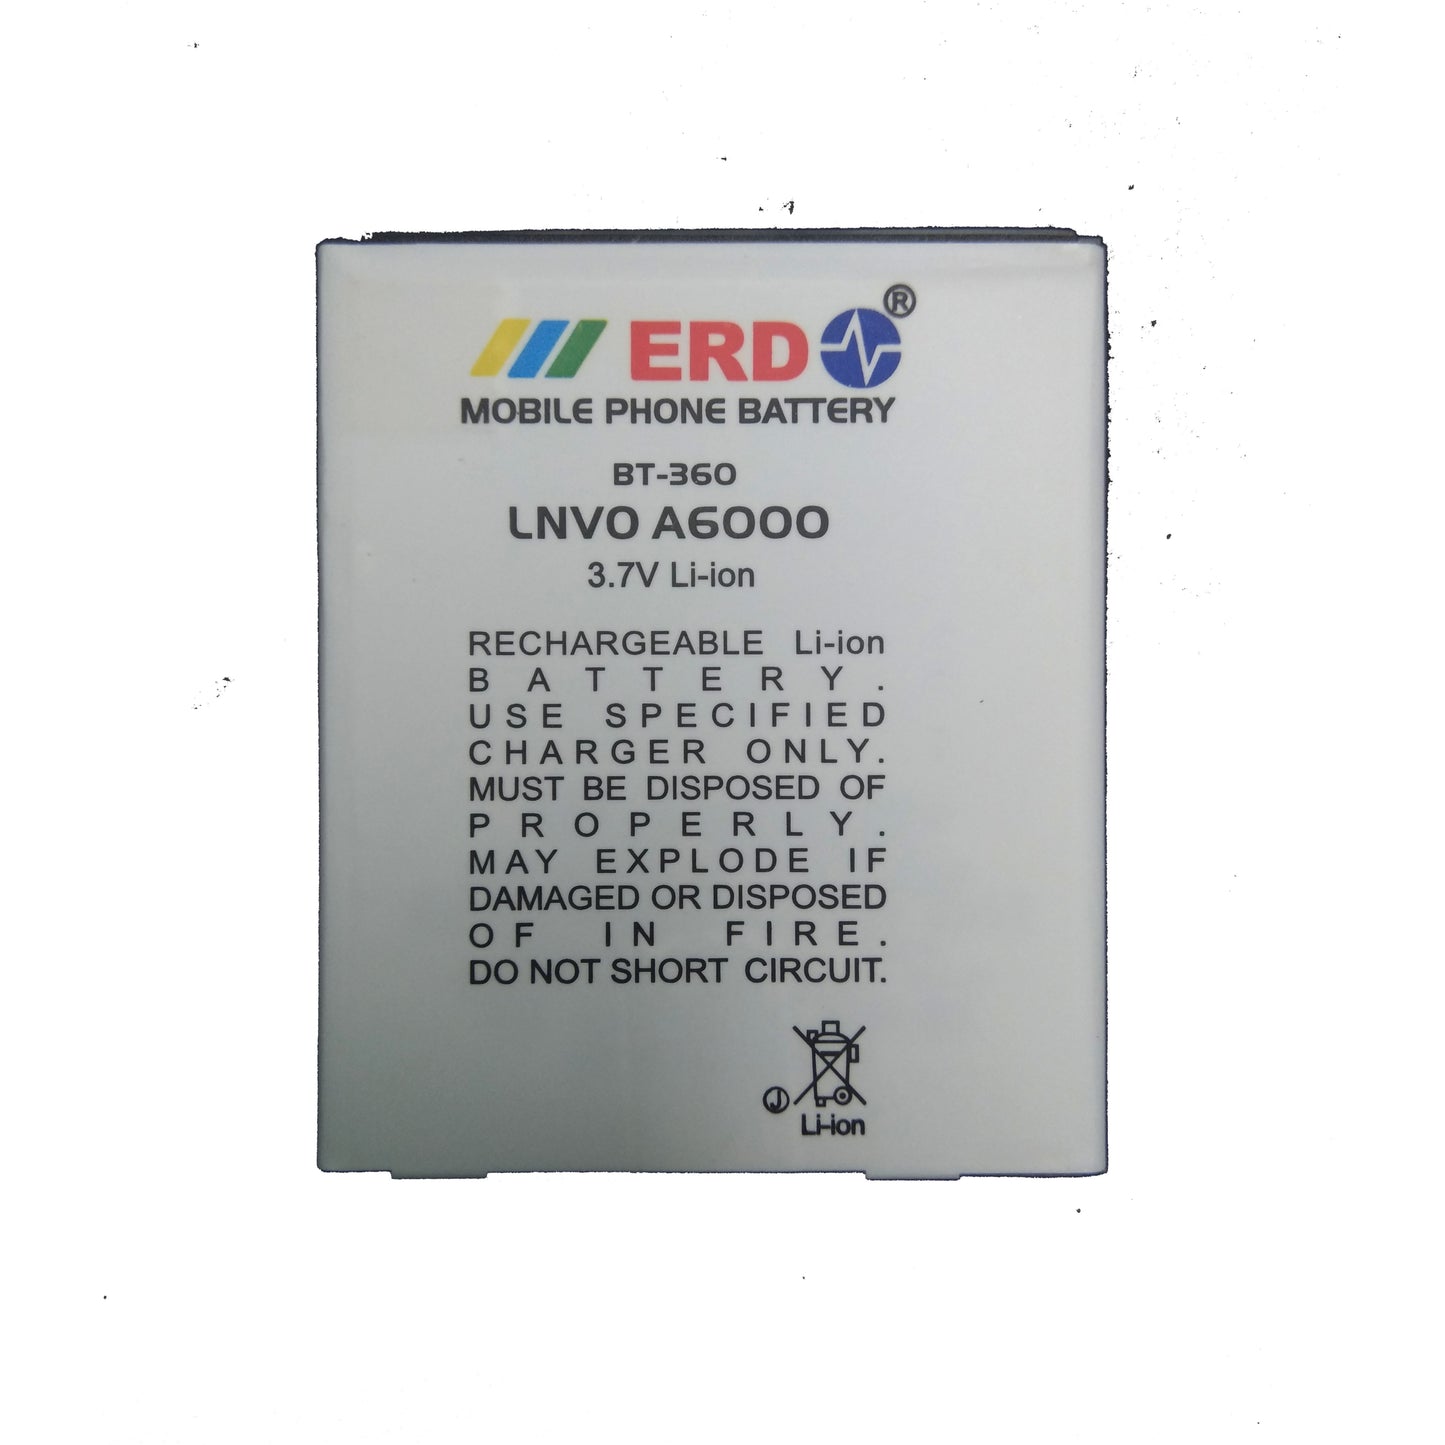 ERD ®
MOBILE PHONE BATTERY
BT-360
LNVO A6000
3.7V Li-ion
RECHARGEABLE Li-ion
BATTERY.
USE SPECIFIED
CHARGER ONLY.
MUST BE DISPOSED OF
PROPERLY.
MAY EXPLODE IF
DAMAGED OR DISPOSED
OF IN FIRE.
DO NOT SHORT CIRCUIT.
J
Li-ion